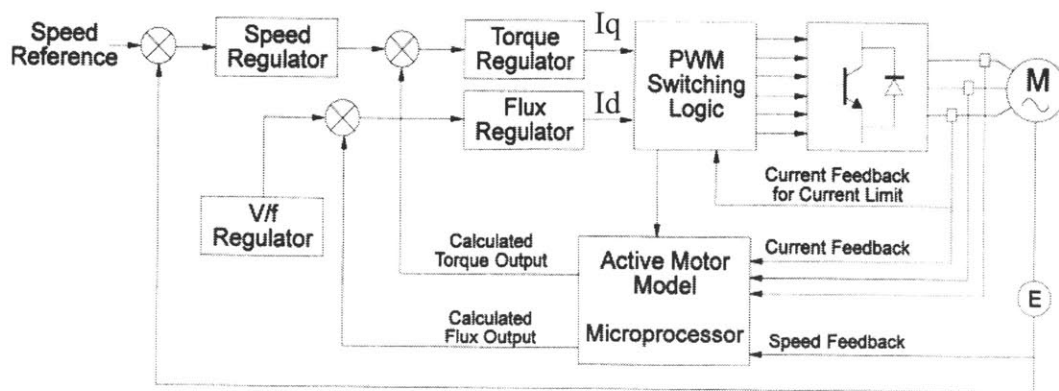 Speed
Reference
Speed
Regulator
Torque
Regulator
Iq
PWM
Switching
Logic
M
Flux
Regulator
Id
V/f
Regulator
Current Feedback
for Current Limit
Calculated
Torque Output
Active Motor
Model
Microprocessor
Current Feedback
E
Calculated
Flux Output
Speed Feedback